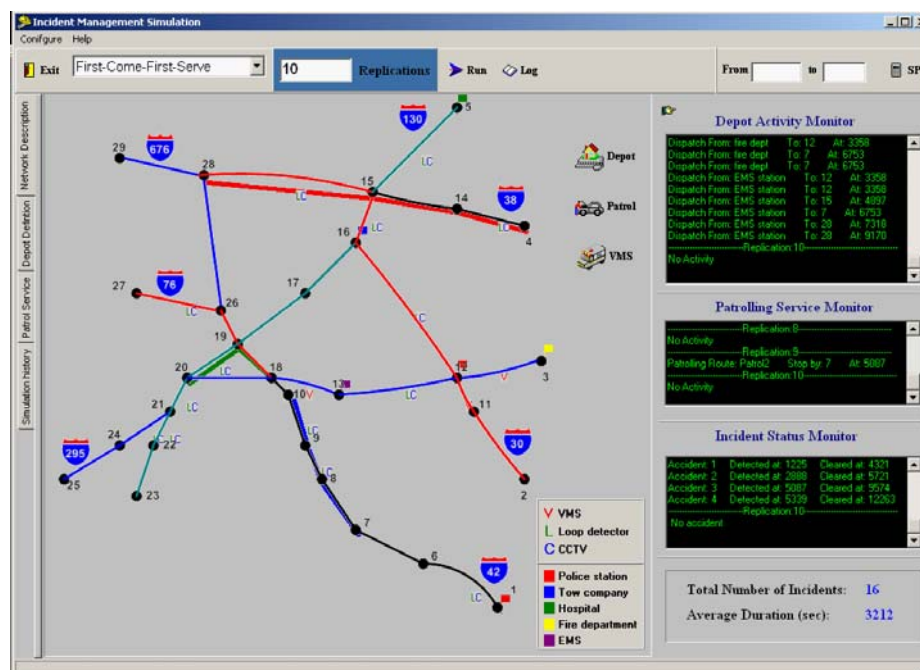 Incident Management Simulation
Configure Help
Exit First-Come-First-Serve 10 Replications Run Log From to SP
Network Description
Depot Definition
Patrol Service
Simulation history
130
5
LC
676
29
28
15
LC
14
38
LC
4
16
LC
17
27
76
26
LC
LC
19
20
LC
18
12
3
V
13
LC
10
V
21
11
24
22
LC
LC
9
LC
295
25
23
8
LC
30
2
7
6
42
LC
1
Depot
Patrol
VMS
V VMS
L Loop detector
C CCTV
Police station
Tow company
Hospital
Fire department
EMS
Depot Activity Monitor
Dispatch From: fire dept To: 12 At: 3358
Dispatch From: fire dept To: 7 At: 6753
Dispatch From: fire dept To: 7 At: 6753
Dispatch From: EMS station To: 12 At: 3358
Dispatch From: EMS station To: 12 At: 3358
Dispatch From: EMS station To: 15 At: 4897
Dispatch From: EMS station To: 7 At: 6753
Dispatch From: EMS station To: 28 At: 7318
Dispatch From: EMS station To: 28 At: 9170
Replication 10
No Activity
Patrolling Service Monitor
Replication 8
No Activity
Replication 9
Patrolling Route: Patrol2 Stop by: 7 At: 5087
Replication 10
No Activity
Incident Status Monitor
Accident: 1 Detected at: 1225 Cleared at: 4321
Accident: 2 Detected at: 2888 Cleared at: 5721
Accident: 3 Detected at: 5087 Cleared at: 9574
Accident: 4 Detected at: 5339 Cleared at: 12263
Replication 10
No accident
Total Number of Incidents: 16
Average Duration (sec): 3212